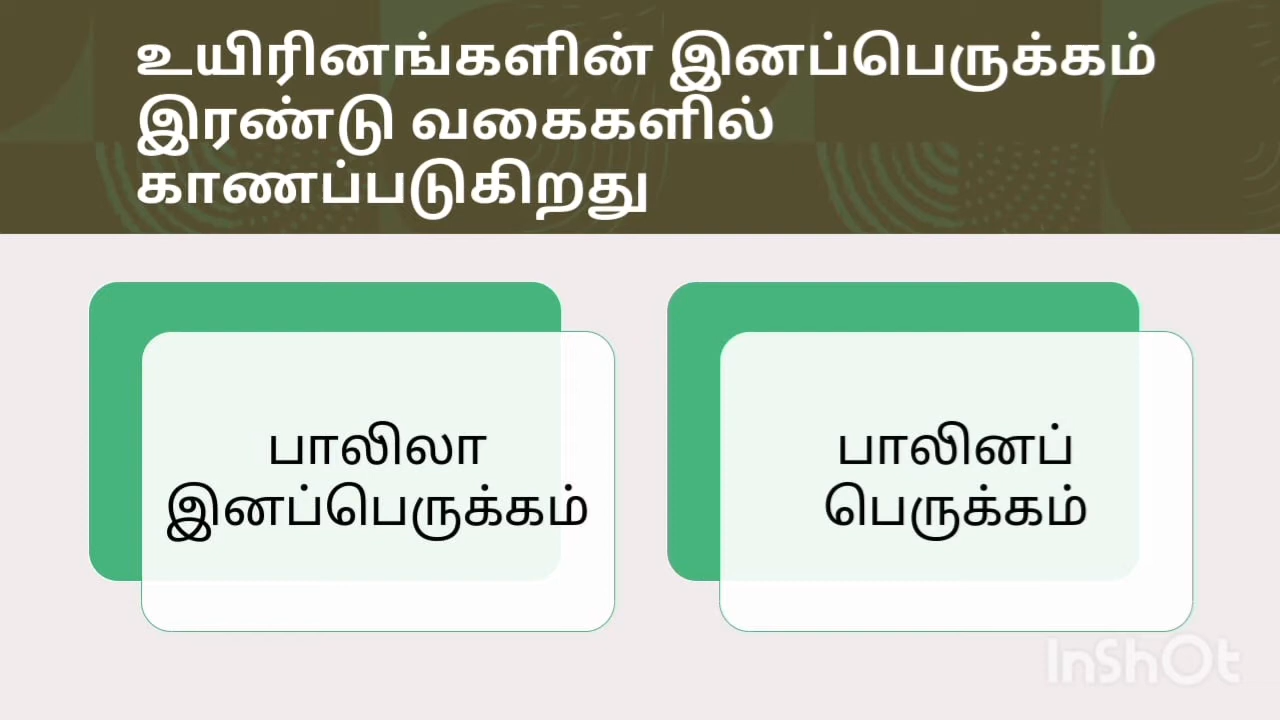 உயிரினங்களின் இனப்பெருக்கம்
இரண்டு வகைகளில்
காணப்படுகிறது
பாலிலா
இனப்பெருக்கம்
பாலினப்
பெருக்கம்
InShOt